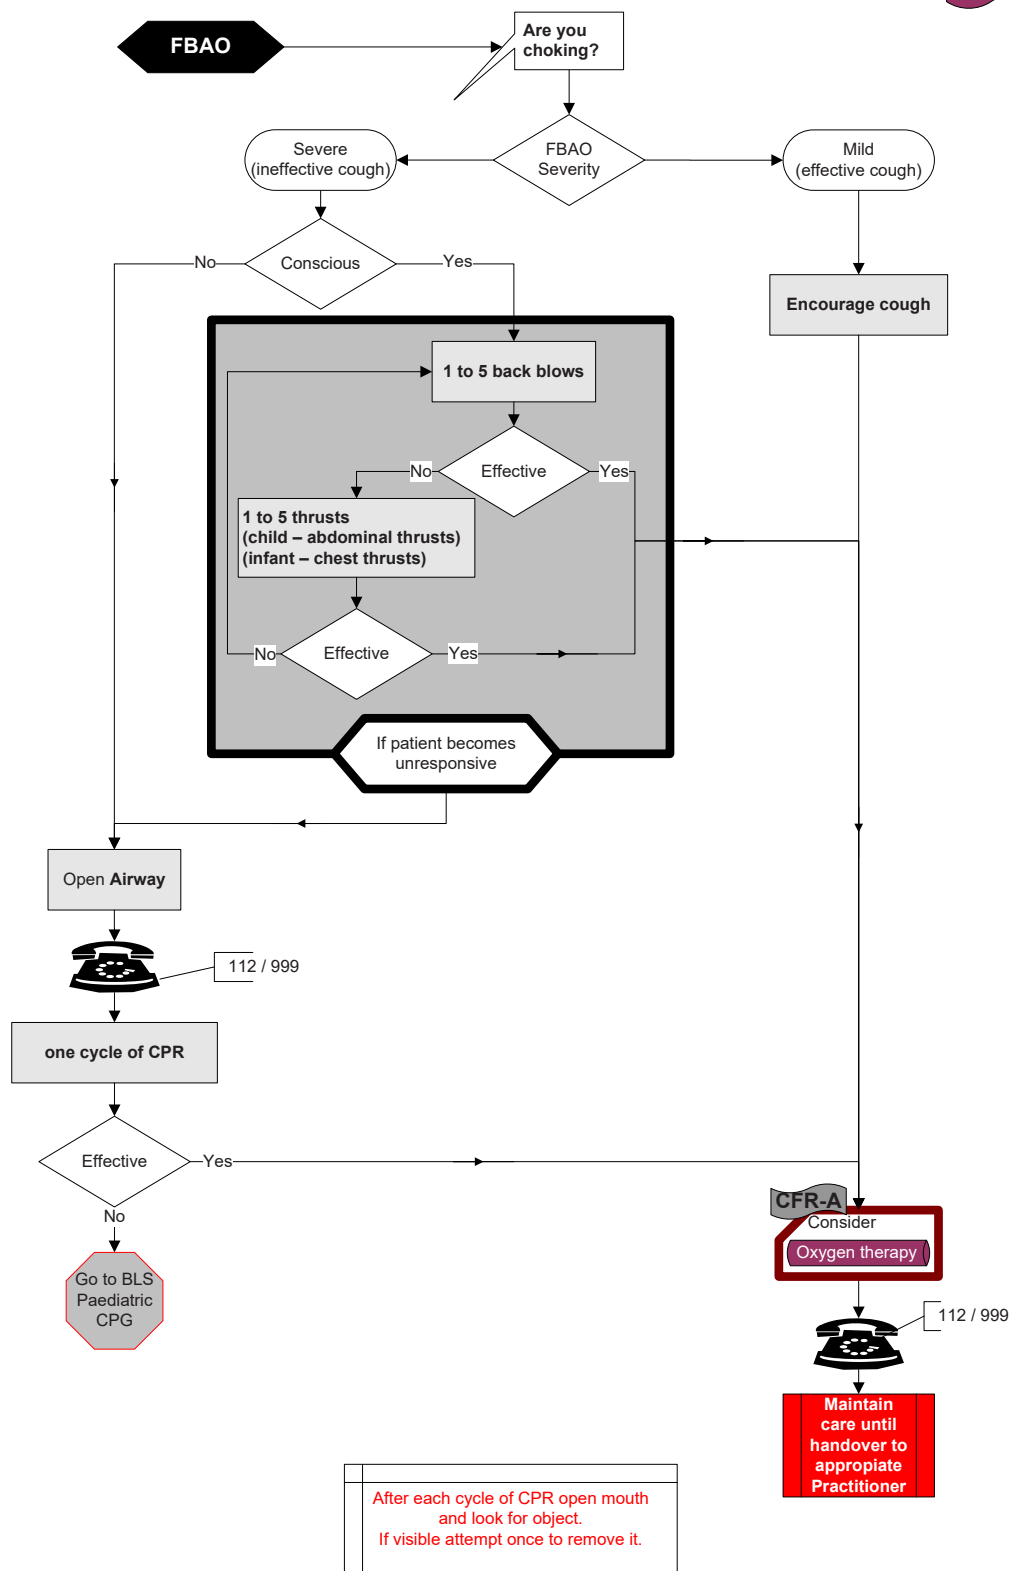 FBAO
Are you
choking?
Severe
(ineffective cough)
FBAO
Severity
Mild
(effective cough)
No
Conscious
Yes
Encourage cough
1 to 5 back blows
No
Effective
Yes
1 to 5 thrusts
(child – abdominal thrusts)
(infant – chest thrusts)
No
Effective
Yes
If patient becomes
unresponsive
Open Airway
112 / 999
one cycle of CPR
Effective
Yes
No
Go to BLS
Paediatric
CPG
CFR-A
Consider
Oxygen therapy
112 / 999
Maintain
care until
handover to
appropiate
Practitioner
After each cycle of CPR open mouth
and look for object.
If visible attempt once to remove it.